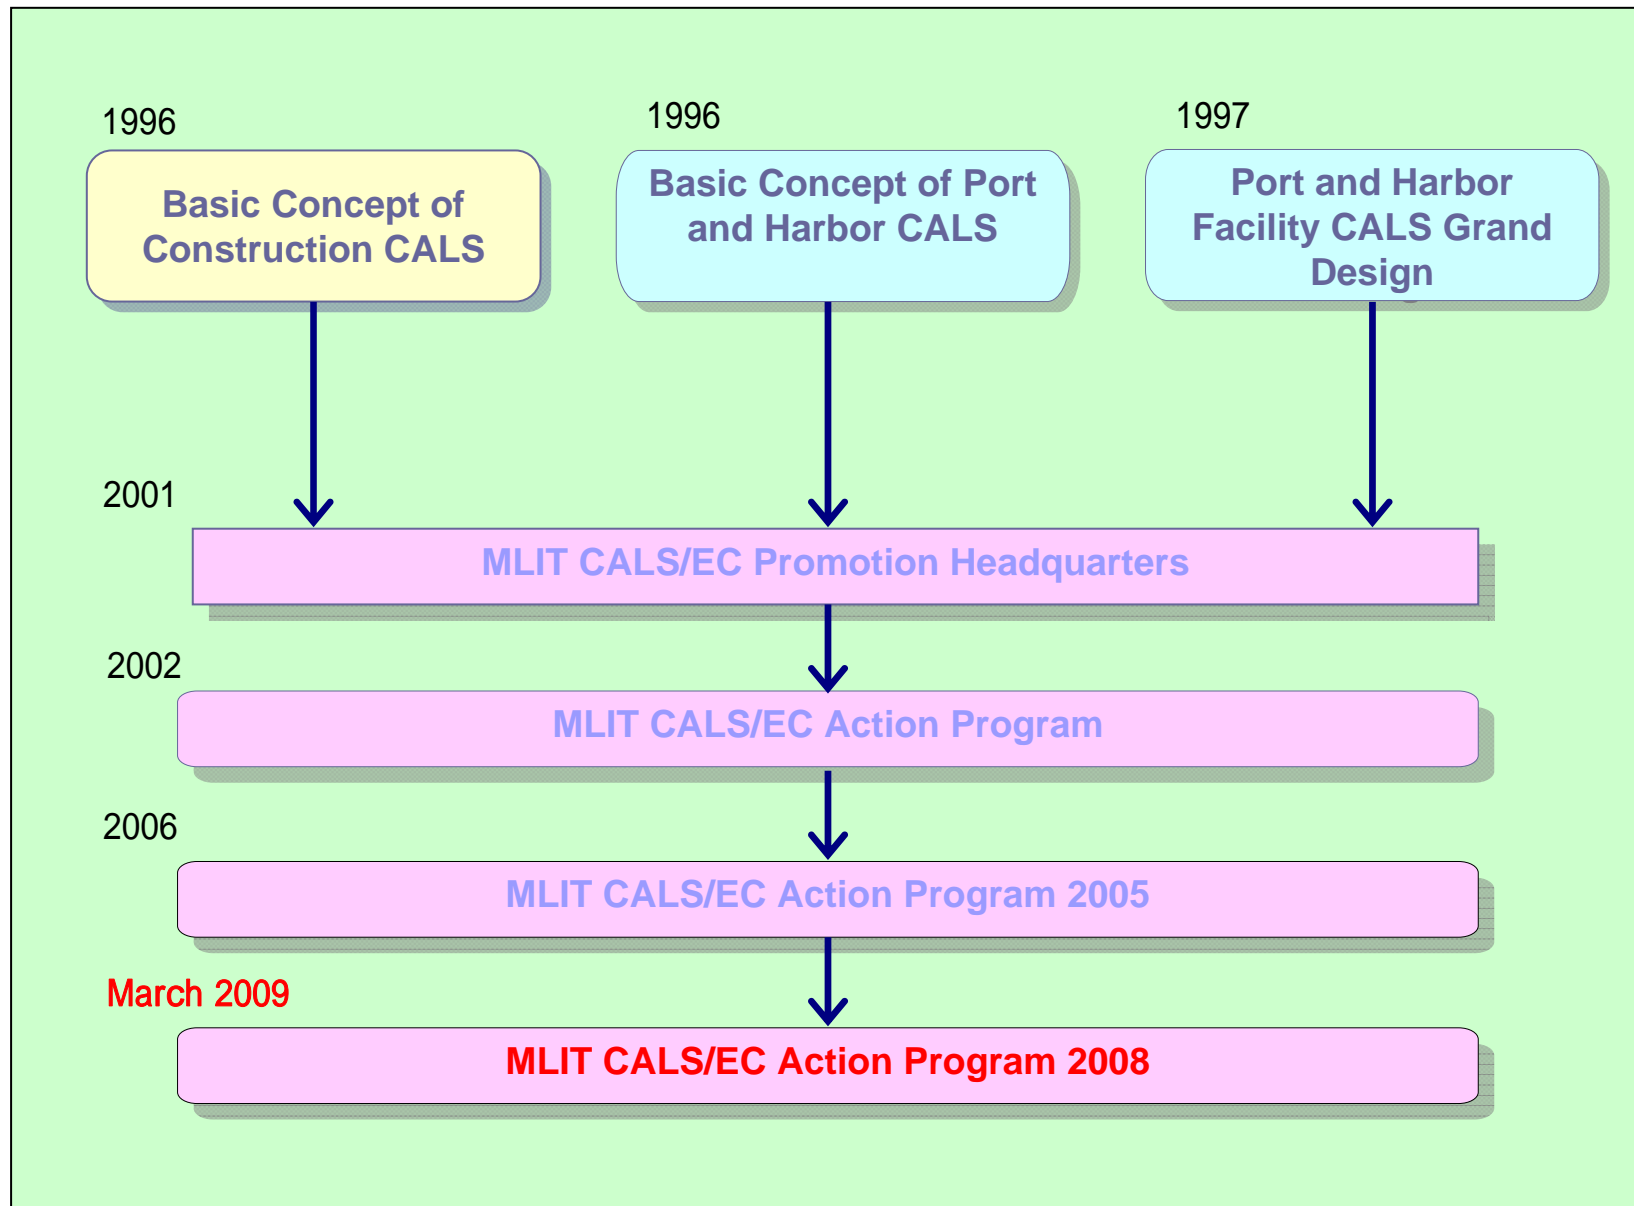 1996
Basic Concept of
Construction CALS
1996
Basic Concept of Port
and Harbor CALS
1997
Port and Harbor
Facility CALS Grand
Design
2001
MLIT CALS/EC Promotion Headquarters
2002
MLIT CALS/EC Action Program
2006
MLIT CALS/EC Action Program 2005
March 2009
MLIT CALS/EC Action Program 2008